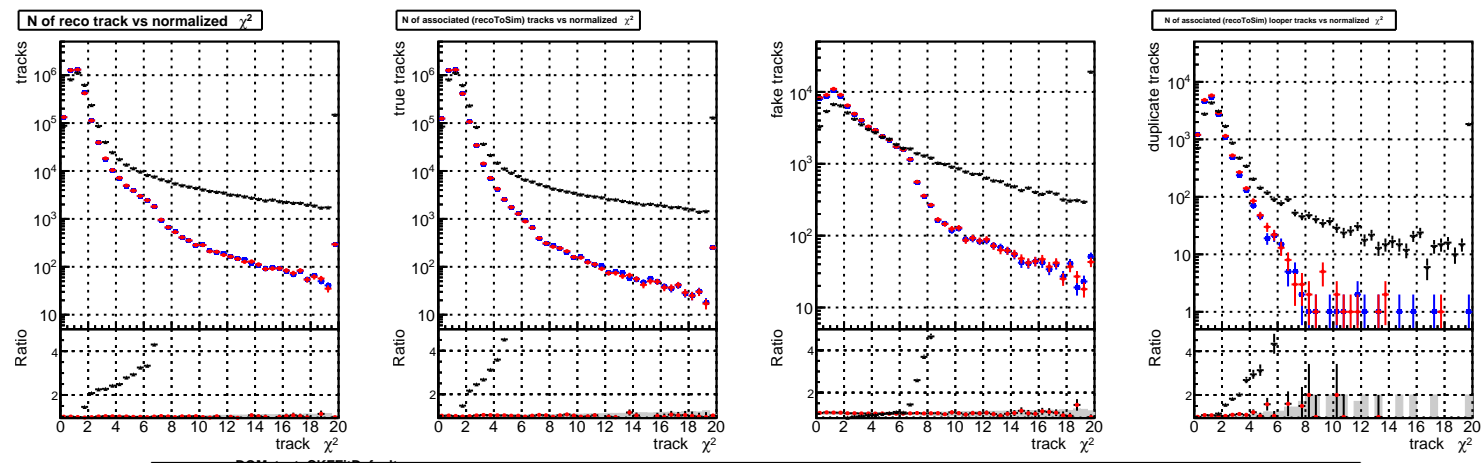 N of reco track vs normalized χ²
N of associated (recoToSim) tracks vs normalized χ²
N of associated (recoToSim) looper tracks vs normalized χ²
tracks
10⁶
10⁵
10⁴
10³
10²
10
Ratio
4
2
0 2 4 6 8 10 12 14 16 18 20
track χ²
true tracks
10⁶
10⁵
10⁴
10³
10²
10
Ratio
4
2
0 2 4 6 8 10 12 14 16 18 20
track χ²
fake tracks
10⁴
10³
10²
10
Ratio
4
2
0 2 4 6 8 10 12 14 16 18 20
track χ²
duplicate tracks
10⁴
10³
10²
10
1
Ratio
4
2
0 2 4 6 8 10 12 14 16 18 20
track χ²